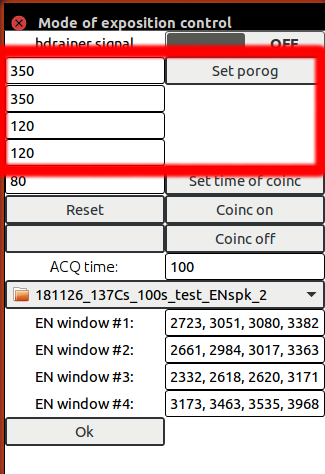 Mode of exposition control
hdrainer signal OFF
350 Set porog
350
120
120
80 Set time of coinc
Reset Coinc on
Coinc off
ACQ time: 100
181126_137Cs_100s_test_ENspk_2
EN window #1: 2723, 3051, 3080, 3382
EN window #2: 2661, 2984, 3017, 3363
EN window #3: 2332, 2618, 2620, 3171
EN window #4: 3173, 3463, 3535, 3968
Ok